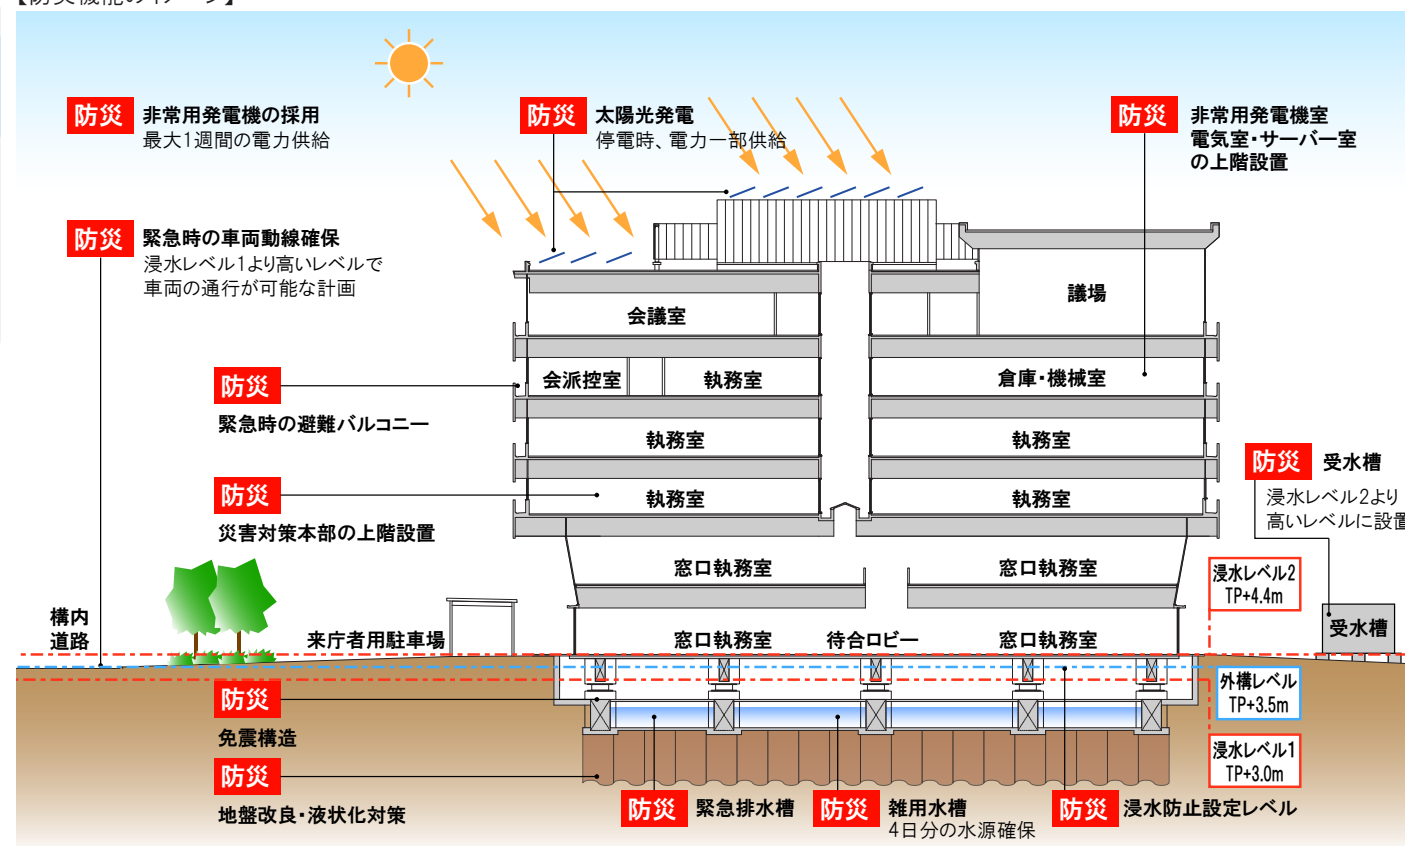 【防災機能のイメージ】
防災 非常用発電機の採用
最大1週間の電力供給
防災 太陽光発電
停電時、電力一部供給
防災 非常用発電機室
電気室・サーバー室
の上階設置
防災 緊急時の車両動線確保
浸水レベル1より高いレベルで
車両の通行が可能な計画
議場
会議室
防災
緊急時の避難バルコニー
会派控室
執務室
倉庫・機械室
執務室
執務室
防災 受水槽
浸水レベル2より
高いレベルに設置
防災
災害対策本部の上階設置
執務室
執務室
窓口執務室
窓口執務室
浸水レベル2
TP+4.4m
構内
道路
来庁者用駐車場
窓口執務室
待合ロビー
窓口執務室
受水槽
外構レベル
TP+3.5m
防災
免震構造
浸水レベル1
TP+3.0m
防災
地盤改良・液状化対策
防災 緊急排水槽
防災 雑用水槽
4日分の水源確保
防災 浸水防止設定レベル